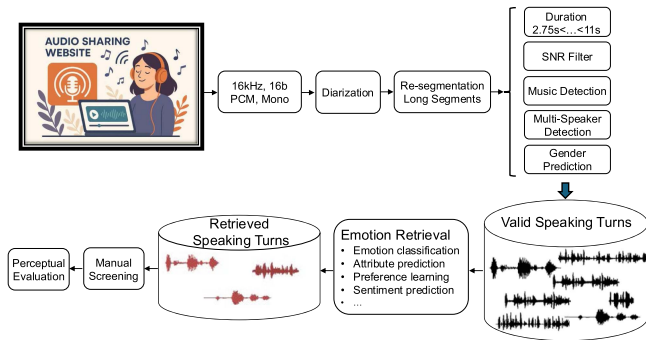 AUDIO SHARING
WEBSITE
16kHz, 16b
PCM, Mono
Diarization
Re-segmentation
Long Segments
Duration
2.75s<...<11s
SNR Filter
Music Detection
Multi-Speaker
Detection
Gender
Prediction
Valid Speaking Turns
Emotion Retrieval
• Emotion classification
• Attribute prediction
• Preference learning
• Sentiment prediction
• ...
Retrieved
Speaking Turns
Manual
Screening
Perceptual
Evaluation